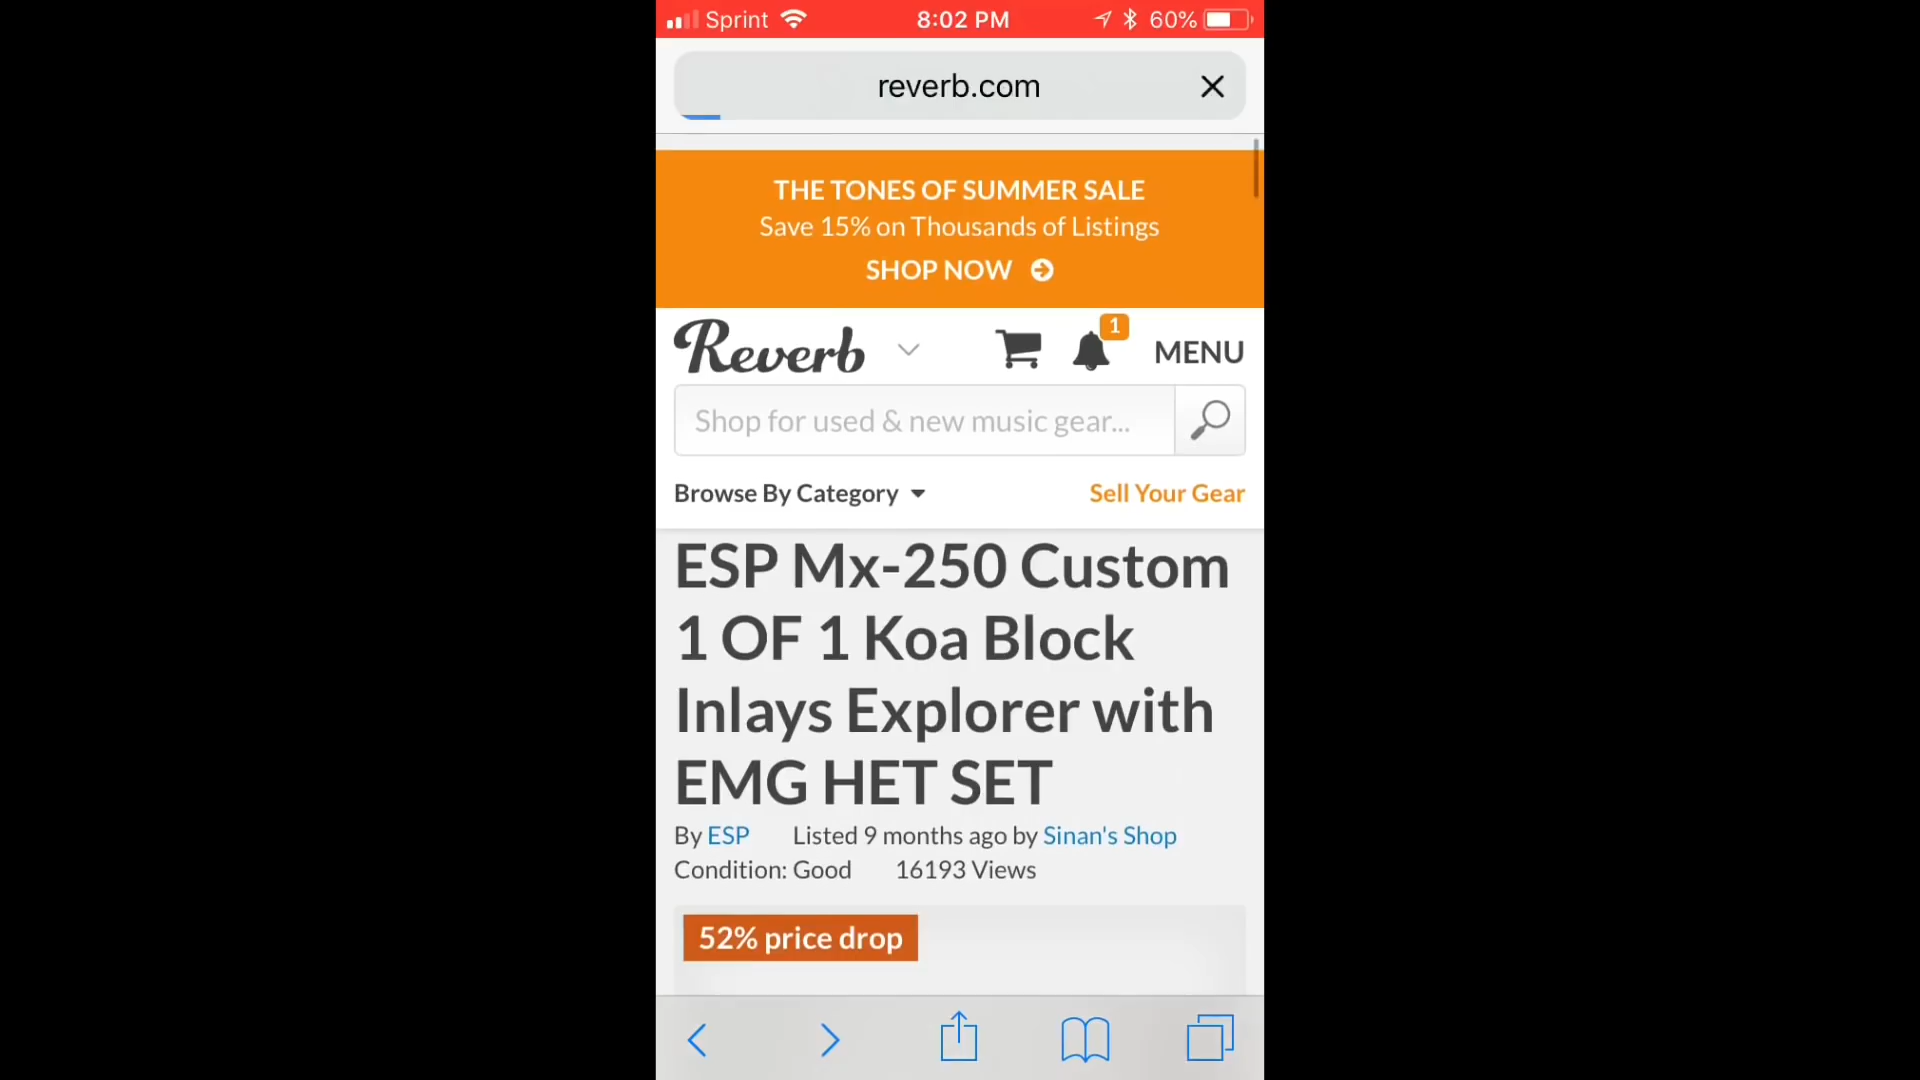 Sprint 8:02 PM 60%
reverb.com
THE TONES OF SUMMER SALE
Save 15% on Thousands of Listings
SHOP NOW
Reverb 1 MENU
Shop for used & new music gear...
Browse By Category Sell Your Gear
ESP Mx-250 Custom
1 OF 1 Koa Block
Inlays Explorer with
EMG HET SET
By ESP Listed 9 months ago by Sinan's Shop
Condition: Good 16193 Views
52% price drop